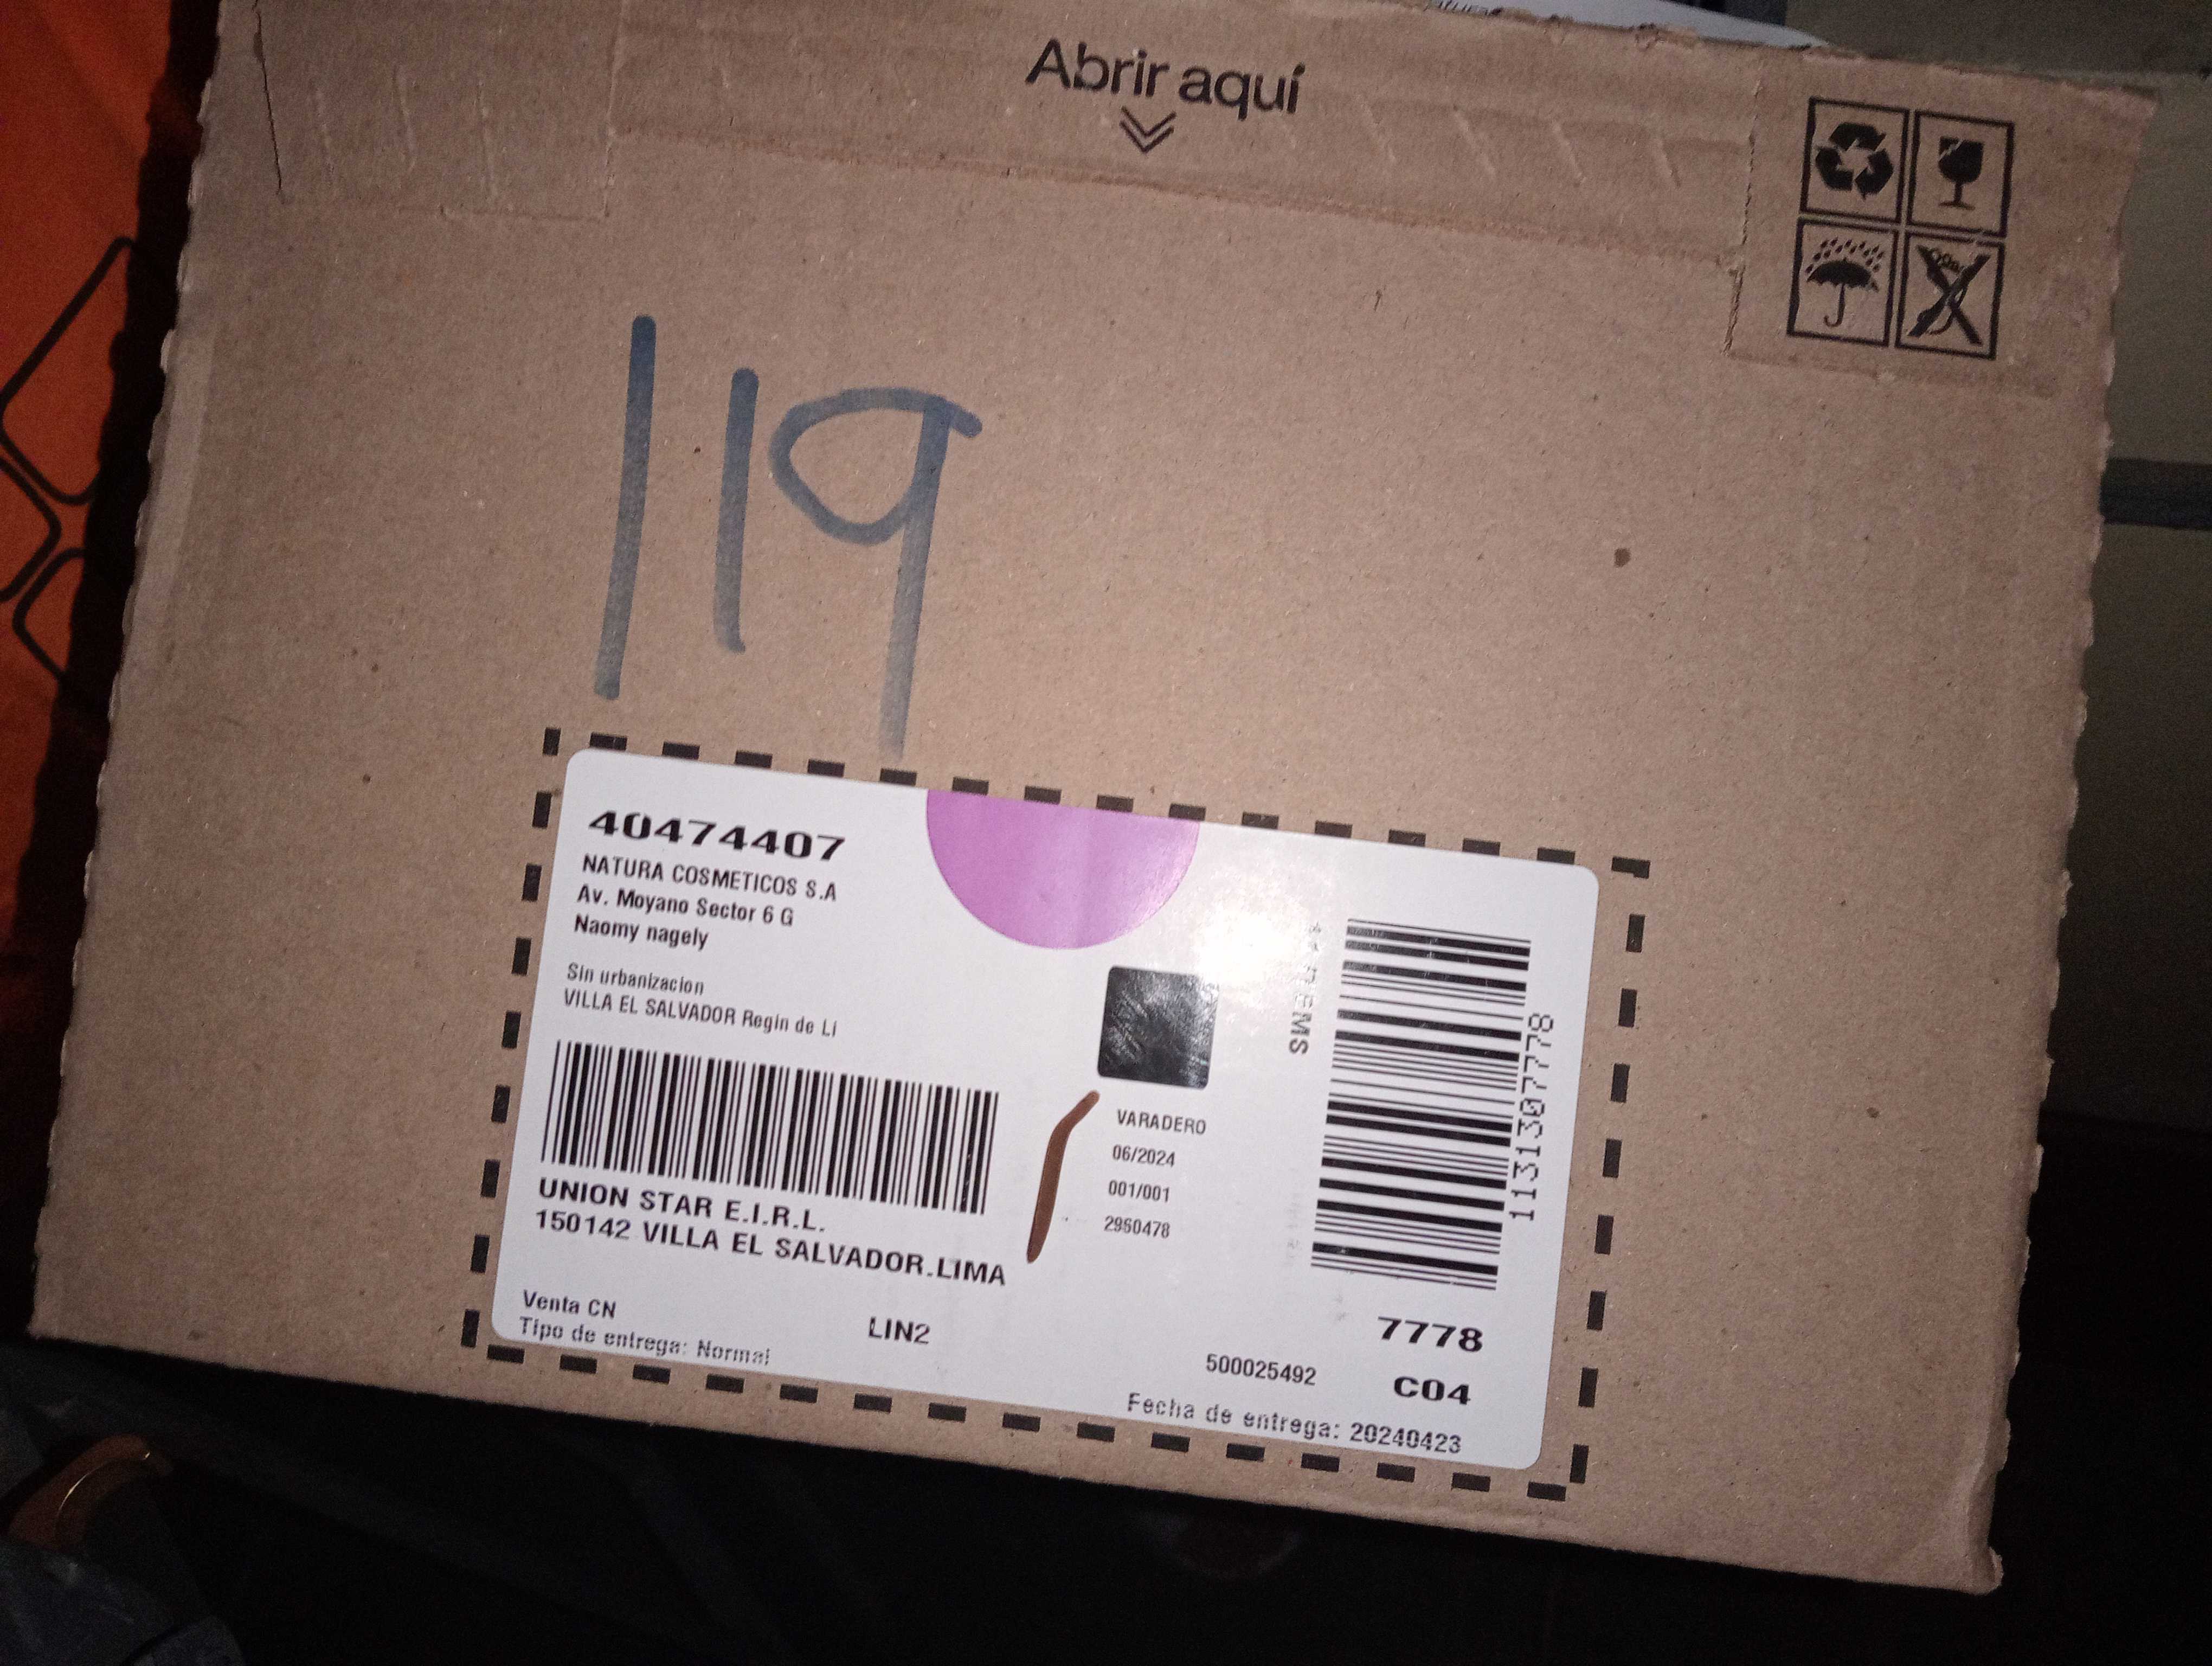 Abrir aquí
119
40474407
NATURA COSMETICOS S.A
Av. Moyano Sector 6 G
Naomy nagely
Sin urbanizacion
VILLA EL SALVADOR Regin de Li
UNION STAR E.I.R.L.
150142 VILLA EL SALVADOR.LIMA
Venta CN
Tipo de entrega: Normal
LIN2
VARADERO
06/2024
001/001
2950478
1131307778
7778
500025492
C04
Fecha de entrega: 20240423